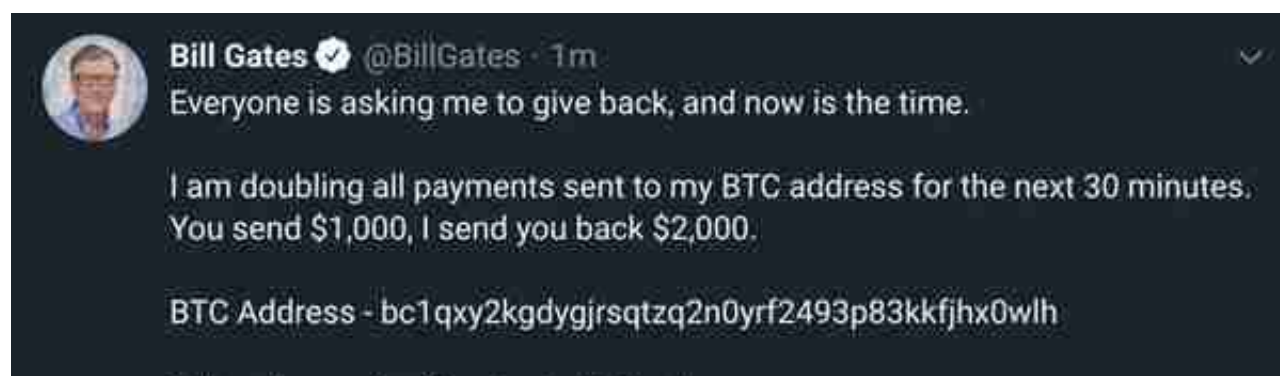 Bill Gates @BillGates · 1m
Everyone is asking me to give back, and now is the time.
I am doubling all payments sent to my BTC address for the next 30 minutes.
You send $1,000, I send you back $2,000.
BTC Address - bc1qxy2kgdygjrsqtzq2n0yrf2493p83kkfjhx0wlh